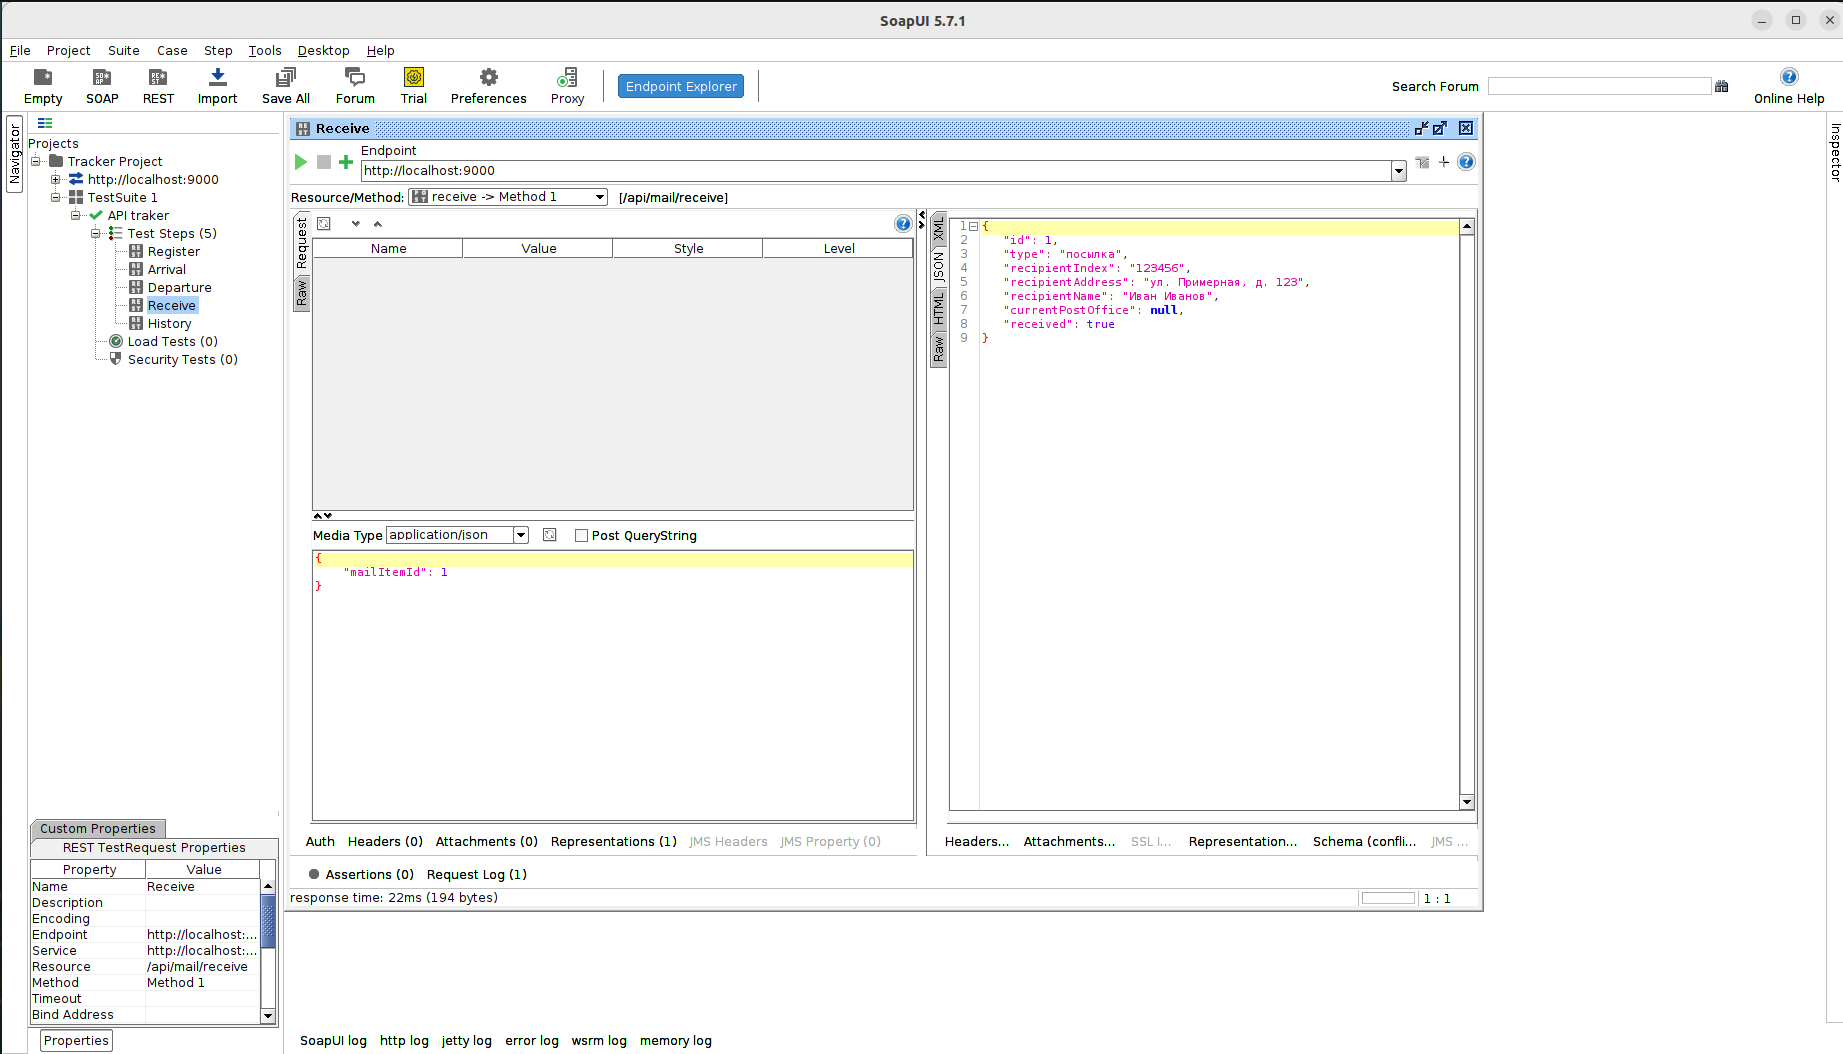 SoapUI 5.7.1
File Project Suite Case Step Tools Desktop Help
Empty SOAP REST Import Save All Forum Trial Preferences Proxy Endpoint Explorer Search Forum Online Help
Navigator
Inspector
Projects
Tracker Project
http://localhost:9000
TestSuite 1
API traker
Test Steps (5)
Register
Arrival
Departure
Receive
History
Load Tests (0)
Security Tests (0)
Receive
Endpoint
http://localhost:9000
Resource/Method: receive -> Method 1 [/api/mail/receive]
Request
Raw
Name Value Style Level
Media Type application/json Post QueryString
{
"mailItemId": 1
}
Auth Headers (0) Attachments (0) Representations (1) JMS Headers JMS Property (0)
XML
JSON
HTML
Raw
1 {
2 "id": 1,
3 "type": "посылка",
4 "recipientIndex": "123456",
5 "recipientAddress": "ул. Примерная, д. 123",
6 "recipientName": "Иван Иванов",
7 "currentPostOffice": null,
8 "received": true
9 }
Headers... Attachments... SSL I... Representation... Schema (confli... JMS ...
Assertions (0) Request Log (1)
response time: 22ms (194 bytes)
1 : 1
Custom Properties
REST TestRequest Properties
Property Value
Name Receive
Description
Encoding
Endpoint http://localhost:...
Service http://localhost:...
Resource /api/mail/receive
Method Method 1
Timeout
Bind Address
Properties
SoapUI log http log jetty log error log wsrm log memory log